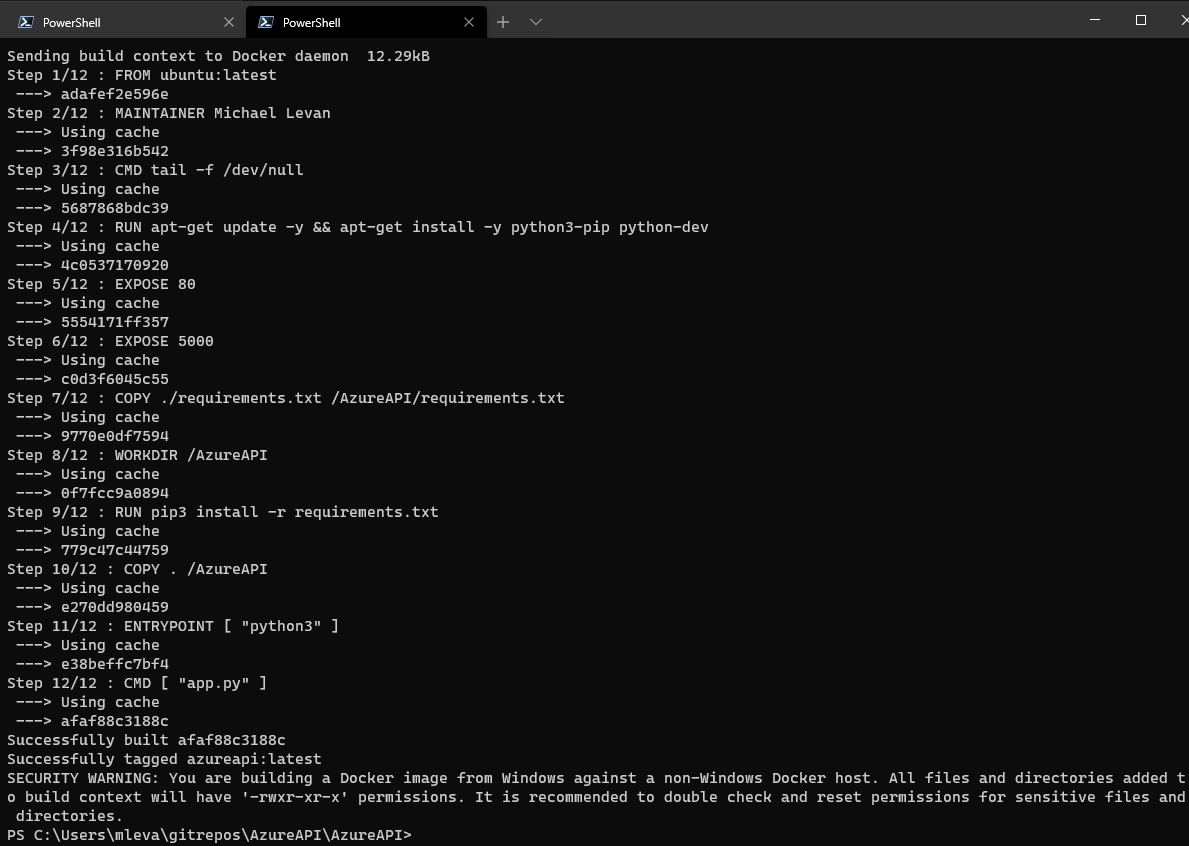 PowerShell
PowerShell
Sending build context to Docker daemon  12.29kB
Step 1/12 : FROM ubuntu:latest
 ---> adafef2e596e
Step 2/12 : MAINTAINER Michael Levan
 ---> Using cache
 ---> 3f98e316b542
Step 3/12 : CMD tail -f /dev/null
 ---> Using cache
 ---> 5687868bdc39
Step 4/12 : RUN apt-get update -y && apt-get install -y python3-pip python-dev
 ---> Using cache
 ---> 4c0537170920
Step 5/12 : EXPOSE 80
 ---> Using cache
 ---> 5554171ff357
Step 6/12 : EXPOSE 5000
 ---> Using cache
 ---> c0d3f6045c55
Step 7/12 : COPY ./requirements.txt /AzureAPI/requirements.txt
 ---> Using cache
 ---> 9770e0df7594
Step 8/12 : WORKDIR /AzureAPI
 ---> Using cache
 ---> 0f7fcc9a0894
Step 9/12 : RUN pip3 install -r requirements.txt
 ---> Using cache
 ---> 779c47c44759
Step 10/12 : COPY . /AzureAPI
 ---> Using cache
 ---> e270dd980459
Step 11/12 : ENTRYPOINT [ "python3" ]
 ---> Using cache
 ---> e38beffc7bf4
Step 12/12 : CMD [ "app.py" ]
 ---> Using cache
 ---> afaf88c3188c
Successfully built afaf88c3188c
Successfully tagged azureapi:latest
SECURITY WARNING: You are building a Docker image from Windows against a non-Windows Docker host. All files and directories added t
o build context will have '-rwxr-xr-x' permissions. It is recommended to double check and reset permissions for sensitive files and
 directories.
PS C:\Users\mleva\gitrepos\AzureAPI\AzureAPI>